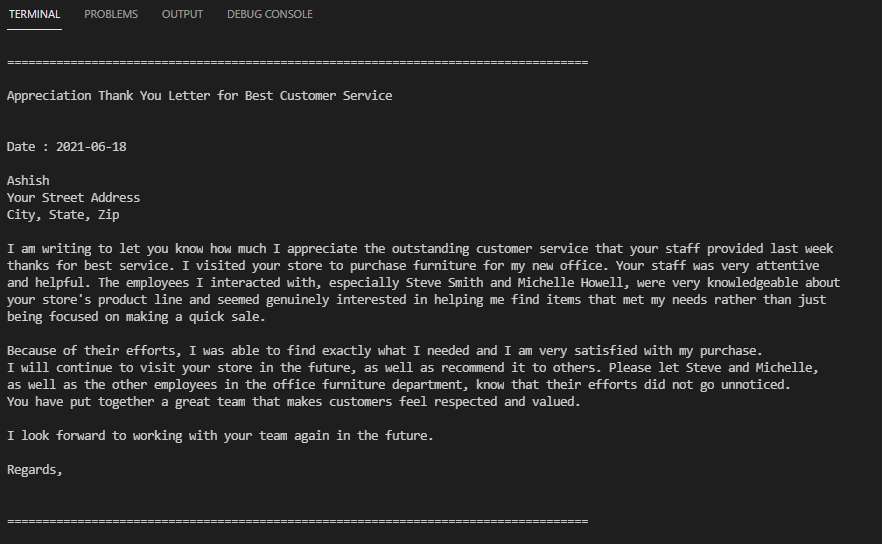 TERMINAL PROBLEMS OUTPUT DEBUG CONSOLE
===================================================================================
Appreciation Thank You Letter for Best Customer Service
Date : 2021-06-18
Ashish
Your Street Address
City, State, Zip
I am writing to let you know how much I appreciate the outstanding customer service that your staff provided last week
thanks for best service. I visited your store to purchase furniture for my new office. Your staff was very attentive
and helpful. The employees I interacted with, especially Steve Smith and Michelle Howell, were very knowledgeable about
your store's product line and seemed genuinely interested in helping me find items that met my needs rather than just
being focused on making a quick sale.
Because of their efforts, I was able to find exactly what I needed and I am very satisfied with my purchase.
I will continue to visit your store in the future, as well as recommend it to others. Please let Steve and Michelle,
as well as the other employees in the office furniture department, know that their efforts did not go unnoticed.
You have put together a great team that makes customers feel respected and valued.
I look forward to working with your team again in the future.
Regards,
===================================================================================